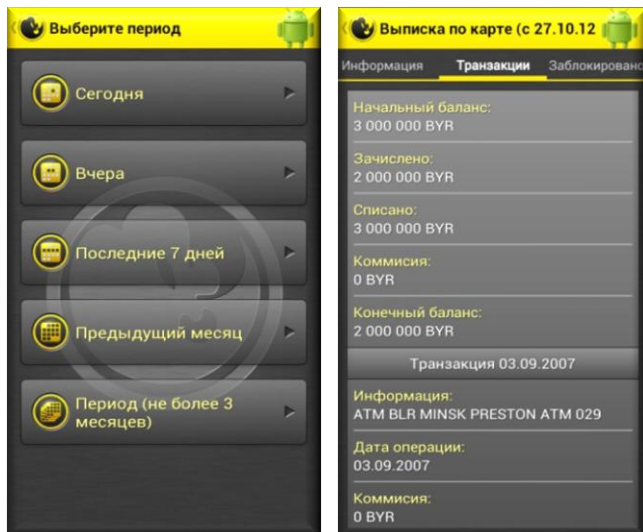 Выберите период
Сегодня
Вчера
Последние 7 дней
Предыдущий месяц
Период (не более 3
месяцев)
Выписка по карте (с 27.10.12
Информация
Транзакции
Заблокировано
Начальный баланс:
3 000 000 BYR
Зачислено:
2 000 000 BYR
Списано:
3 000 000 BYR
Коммисия:
0 BYR
Конечный баланс:
2 000 000 BYR
Транзакция 03.09.2007
Информация:
ATM BLR MINSK PRESTON ATM 029
Дата операции:
03.09.2007
Коммисия:
0 BYR